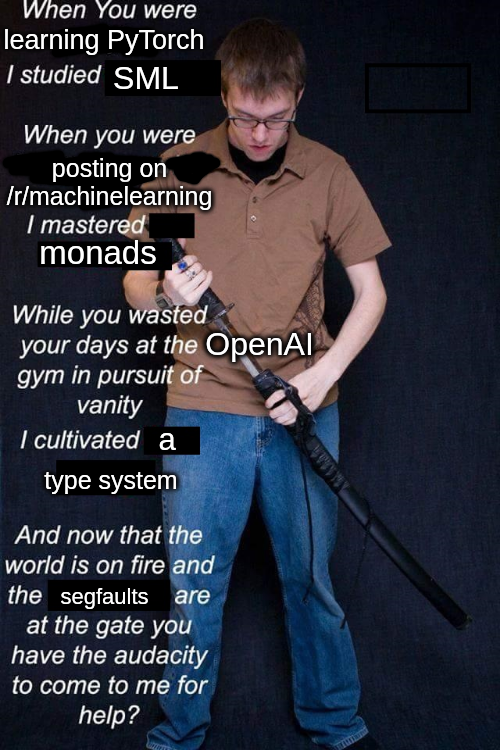 When You were
learning PyTorch
I studied SML
When you were
posting on
/r/machinelearning
I mastered
monads
While you wasted
your days at the OpenAI
gym in pursuit of
vanity
I cultivated a
type system
And now that the
world is on fire and
the segfaults are
at the gate you
have the audacity
to come to me for
help?